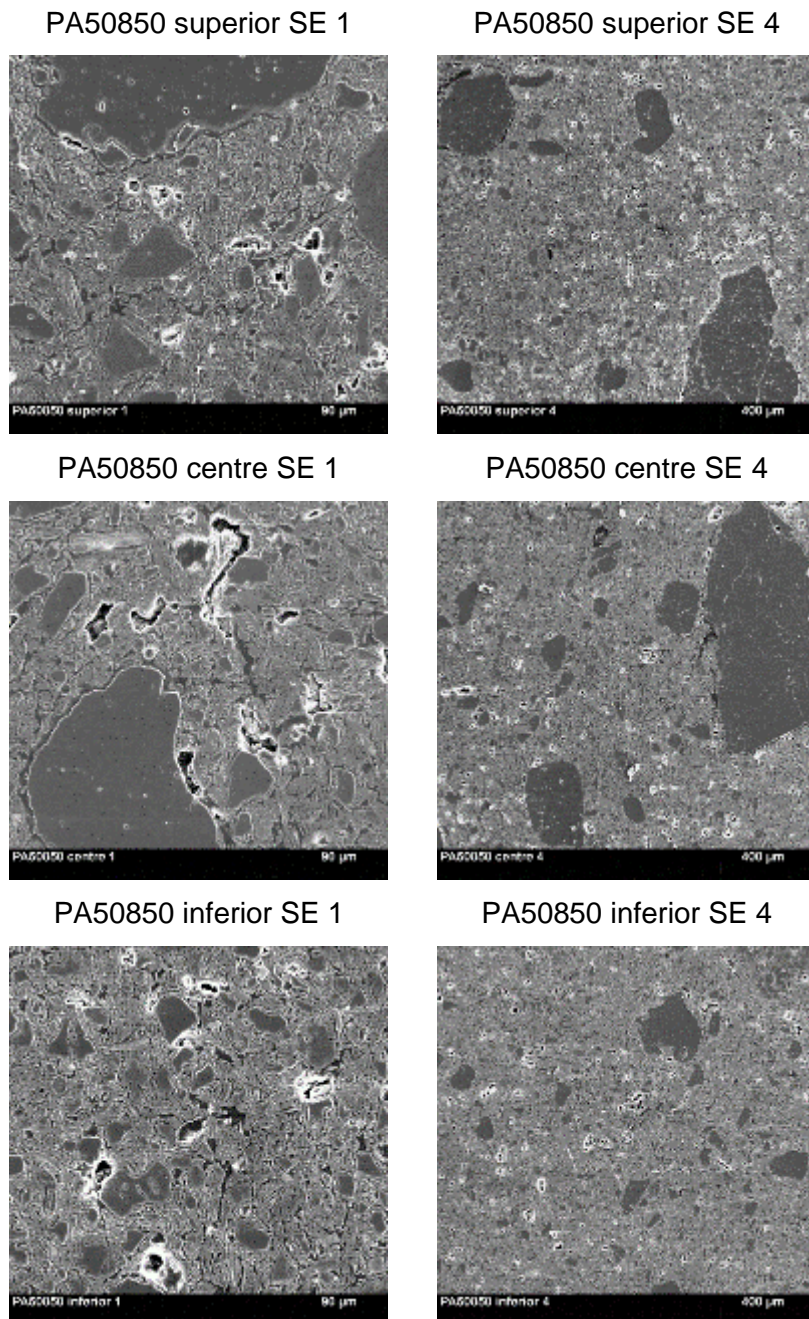 PA50850 superior SE 1
PA50850 superior SE 4
PA50850 superior 1 90 µm
PA50850 superior 4 400 µm
PA50850 centre SE 1
PA50850 centre SE 4
PA50850 centre 1 90 µm
PA50850 centre 4 400 µm
PA50850 inferior SE 1
PA50850 inferior SE 4
PA50850 inferior 1 90 µm
PA50850 inferior 4 400 µm